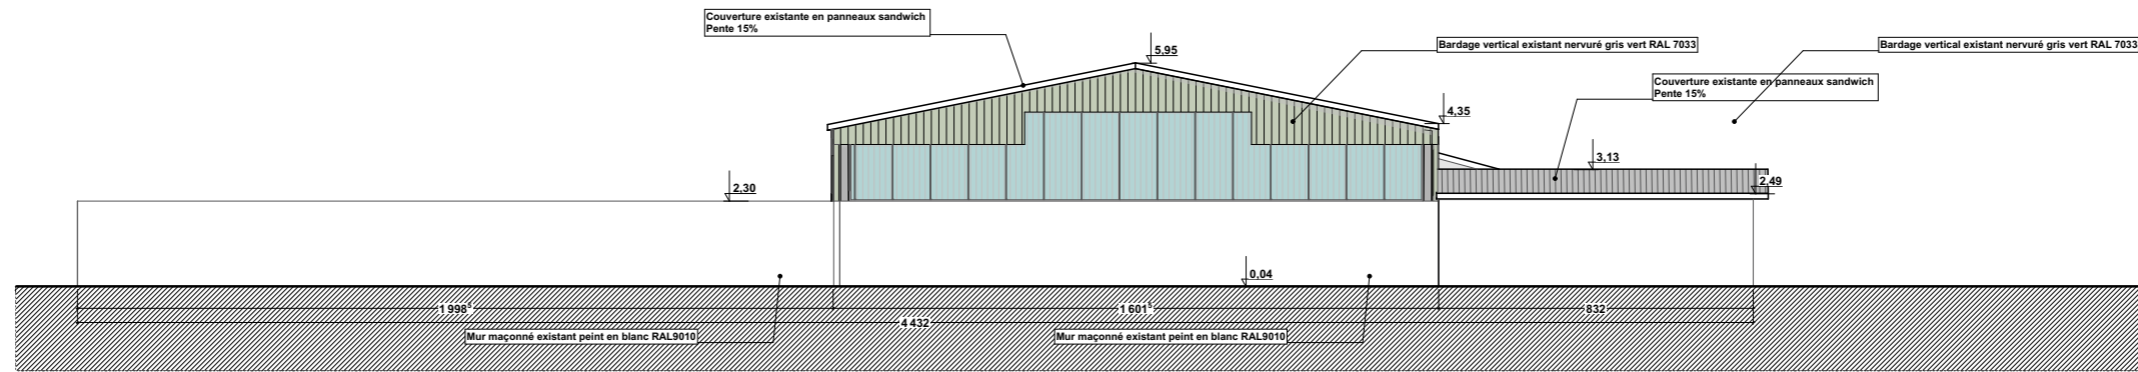 Couverture existante en panneaux sandwich
Pente 15%
5,95
Bardage vertical existant nervuré gris vert RAL 7033
Bardage vertical existant nervuré gris vert RAL 7033
Couverture existante en panneaux sandwich
Pente 15%
4,35
3,13
2,49
2,30
0,04
1 998⁵
1 601⁵
832
4 432
Mur maçonné existant peint en blanc RAL9010
Mur maçonné existant peint en blanc RAL9010